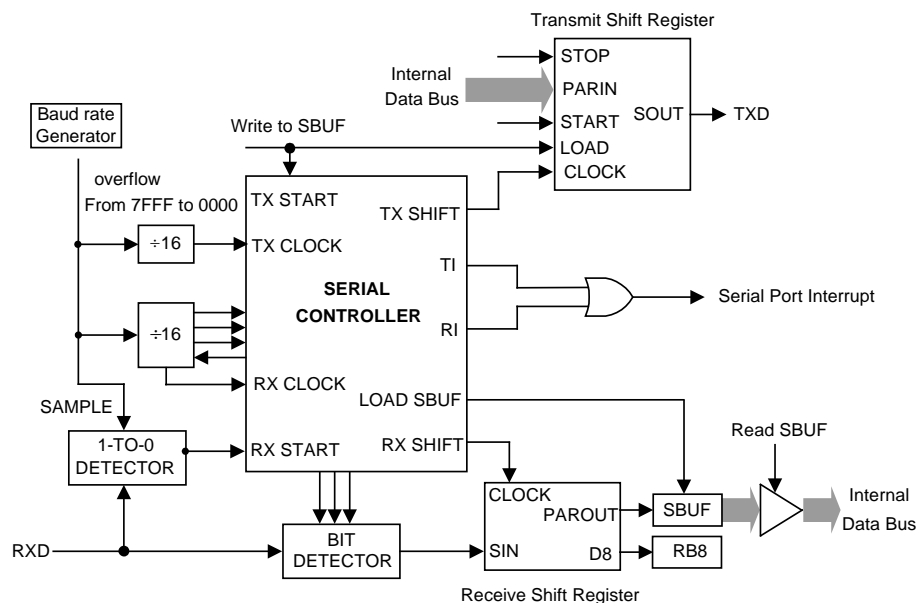 Transmit Shift Register
STOP
Internal
Data Bus
PARIN
Baud rate
Generator
START
SOUT
TXD
Write to SBUF
LOAD
CLOCK
overflow
From 7FFF to 0000
TX START
TX SHIFT
÷16
TX CLOCK
TI
SERIAL
CONTROLLER
Serial Port Interrupt
÷16
RI
RX CLOCK
LOAD SBUF
SAMPLE
1-TO-0
DETECTOR
RX START
RX SHIFT
Read SBUF
CLOCK
PAROUT
SBUF
Internal
Data Bus
RXD
BIT
DETECTOR
SIN
D8
RB8
Receive Shift Register